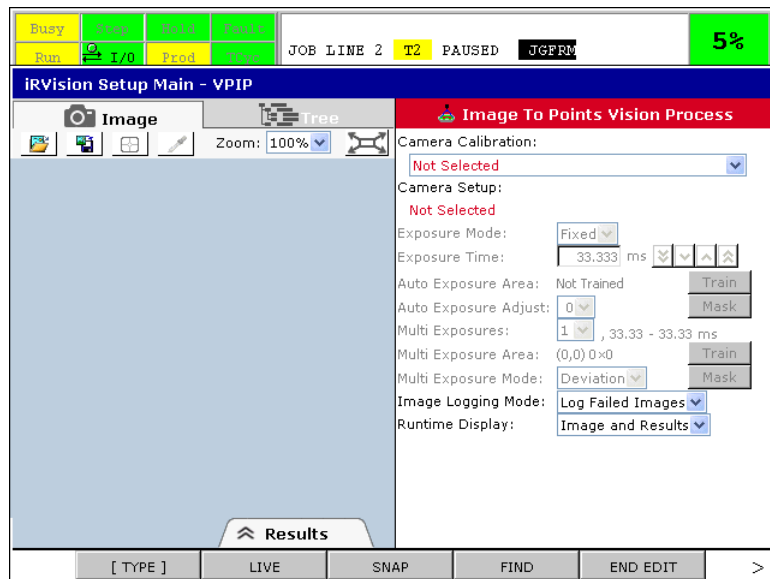 Busy Step Hold Fault
Run I/O Prod TCyc
JOB LINE 2 T2 PAUSED JGFRM
5%
iRVision Setup Main - VPIP
Image Tree
Image To Points Vision Process
Zoom: 100%
Camera Calibration:
Not Selected
Camera Setup:
Not Selected
Exposure Mode: Fixed
Exposure Time: 33.333 ms
Auto Exposure Area: Not Trained Train
Auto Exposure Adjust: 0 Mask
Multi Exposures: 1 , 33.33 - 33.33 ms
Multi Exposure Area: (0,0) 0×0 Train
Multi Exposure Mode: Deviation Mask
Image Logging Mode: Log Failed Images
Runtime Display: Image and Results
Results
[ TYPE ] LIVE SNAP FIND END EDIT >